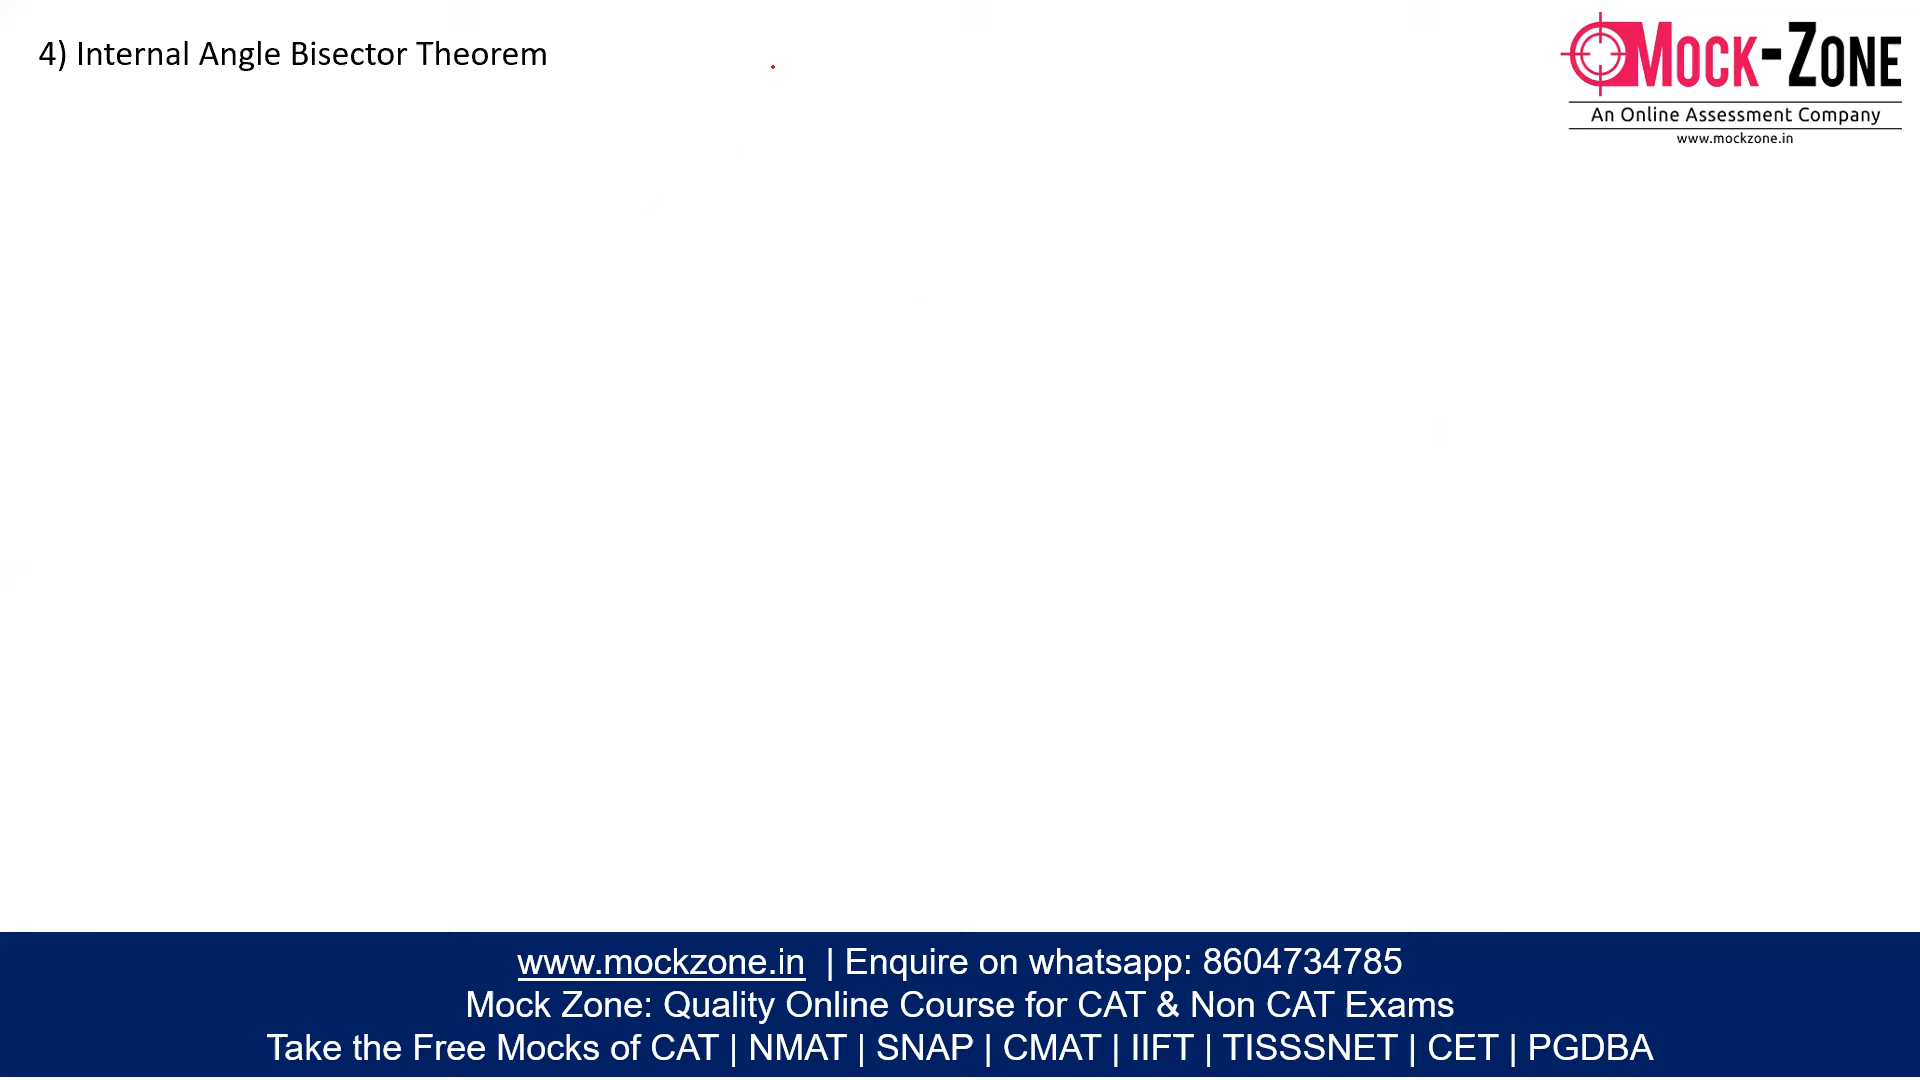 4) Internal Angle Bisector Theorem
MOCK-ZONE
An Online Assessment Company
www.mockzone.in
www.mockzone.in | Enquire on whatsapp: 8604734785
Mock Zone: Quality Online Course for CAT & Non CAT Exams
Take the Free Mocks of CAT | NMAT | SNAP | CMAT | IIFT | TISSSNET | CET | PGDBA